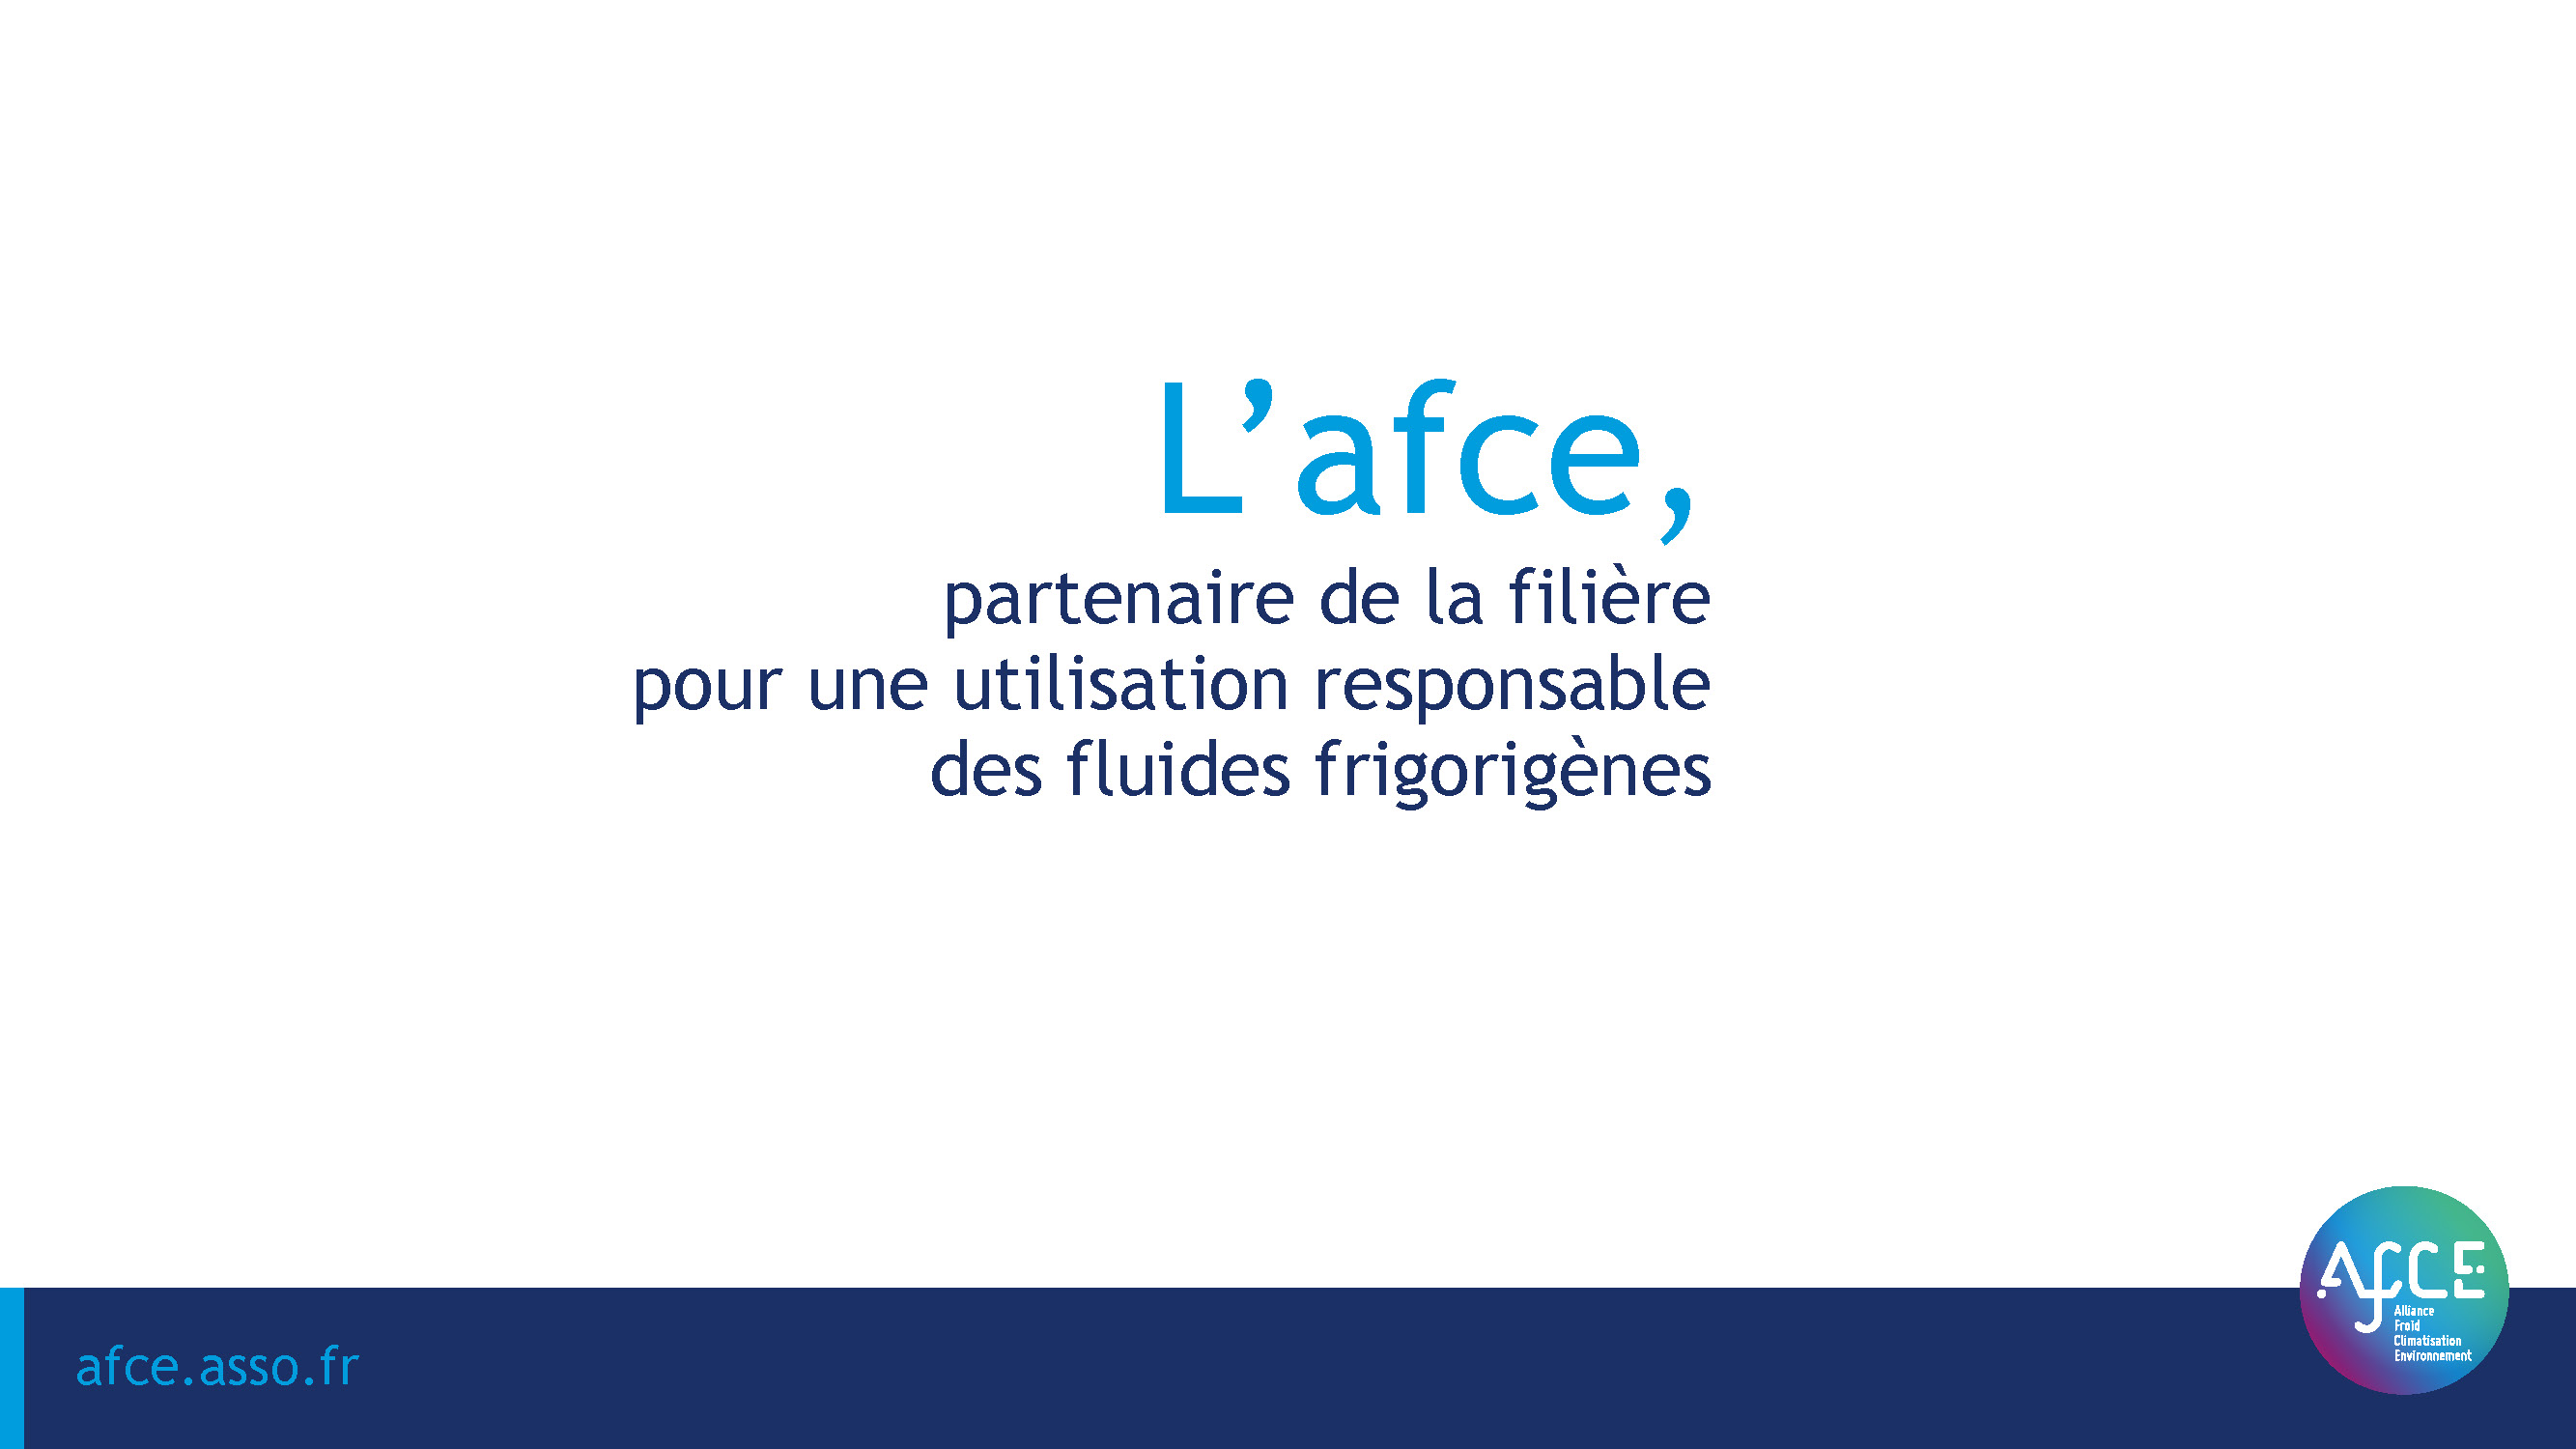 L’afce,
partenaire de la filière
pour une utilisation responsable
des fluides frigorigènes
AfCE
Alliance
Froid
Climatisation
Environnement
afce.asso.fr